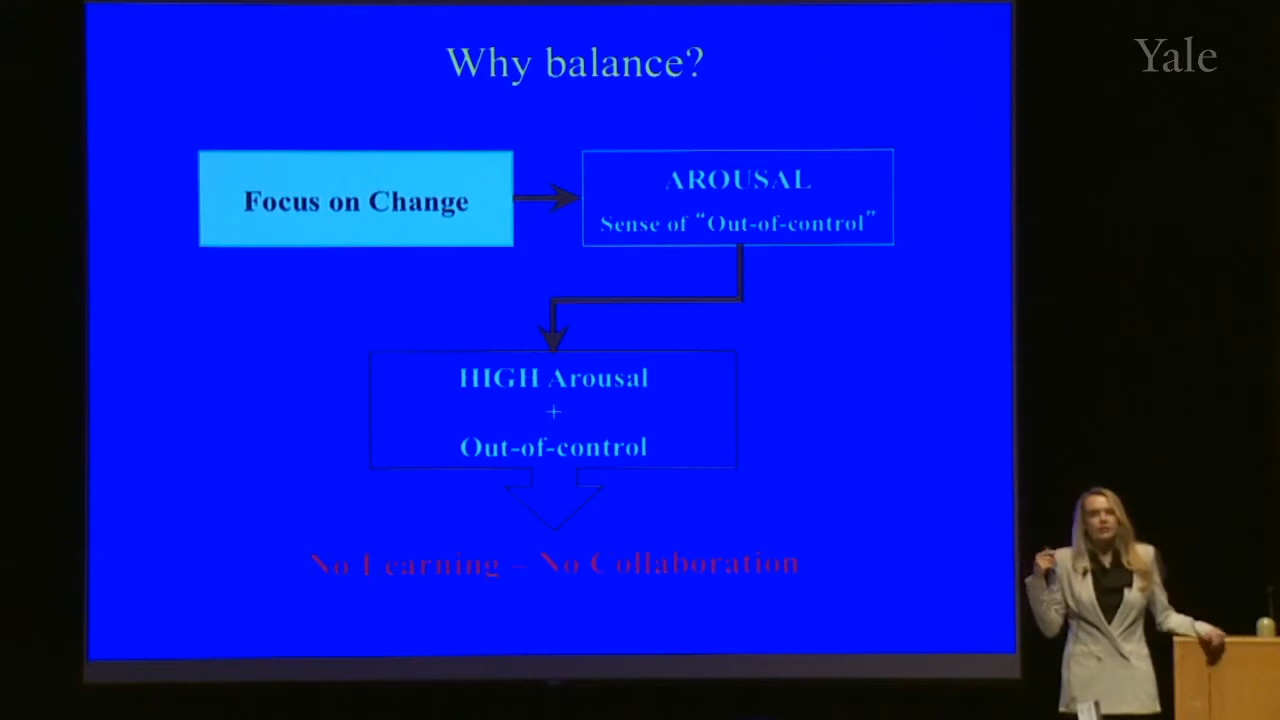 Why balance?
Yale
Focus on Change
AROUSAL
Sense of “Out-of-control”
HIGH Arousal
+
Out-of-control
No Learning – No Collaboration